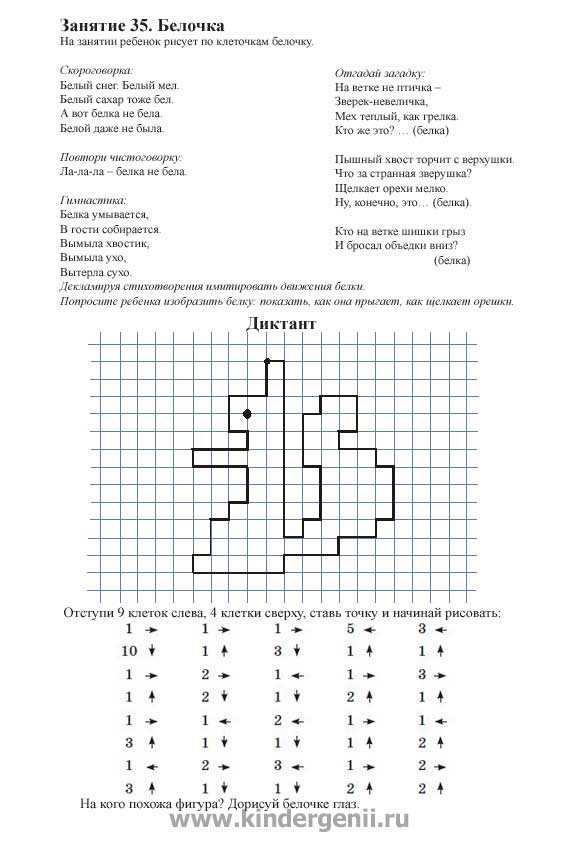 Занятие 35. Белочка
На занятии ребенок рисует по клеточкам белочку.
Скороговорка:
Белый снег. Белый мел.
Белый сахар тоже бел.
А вот белка не бела.
Белой даже не была.
Повтори чистоговорку:
Ла-ла-ла – белка не бела.
Гимнастика:
Белка умывается,
В гости собирается.
Вымыла хвостик,
Вымыла ухо,
Вытерла сухо.
Отгадай загадку:
На ветке не птичка –
Зверек-невеличка,
Мех теплый, как грелка.
Кто же это? … (белка)
Пышный хвост торчит с верхушки.
Что за странная зверушка?
Щелкает орехи мелко.
Ну, конечно, это… (белка).
Кто на ветке шишки грыз
И бросал объедки вниз?
(белка)
Декламируя стихотворения имитировать движения белки.
Попросите ребенка изобразить белку: показать, как она прыгает, как щелкает орешки.
Диктант
Отступи 9 клеток слева, 4 клетки сверху, ставь точку и начинай рисовать:
1 → 1 → 1 → 5 ← 3 ←
10 ↓ 1 ↑ 3 ↓ 1 ↑ 1 ↑
1 → 2 → 1 ← 1 → 3 →
1 ↑ 2 ↓ 1 ↓ 2 ↑ 1 ↑
1 → 1 ← 2 ← 1 → 1 ←
3 ↑ 1 ↓ 1 ↓ 1 ↑ 2 ↑
1 ← 2 → 3 ← 1 → 2 →
3 ↑ 1 ↓ 1 ↓ 2 ↑ 2 ↑
На кого похожа фигура? Дорисуй белочке глаз.
www.kindergenii.ru